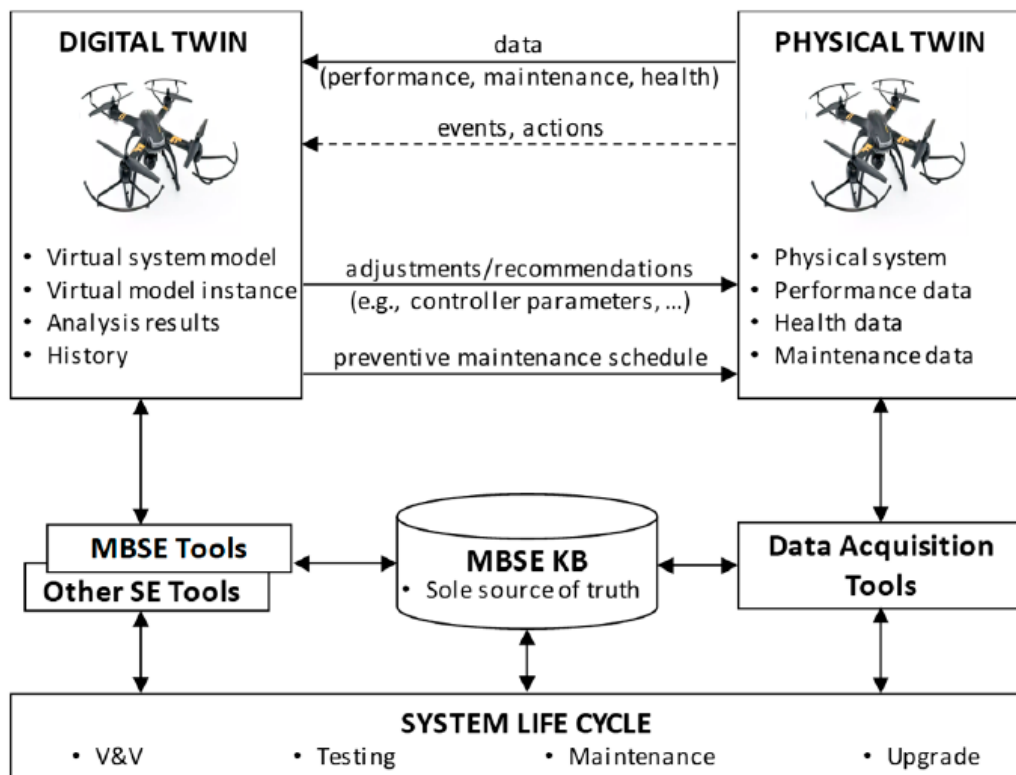 DIGITAL TWIN
• Virtual system model
• Virtual model instance
• Analysis results
• History
data
(performance, maintenance, health)
events, actions
adjustments/recommendations
(e.g., controller parameters, ...)
preventive maintenance schedule
PHYSICAL TWIN
• Physical system
• Performance data
• Health data
• Maintenance data
MBSE Tools
Other SE Tools
MBSE KB
• Sole source of truth
Data Acquisition
Tools
SYSTEM LIFE CYCLE
• V&V • Testing • Maintenance • Upgrade